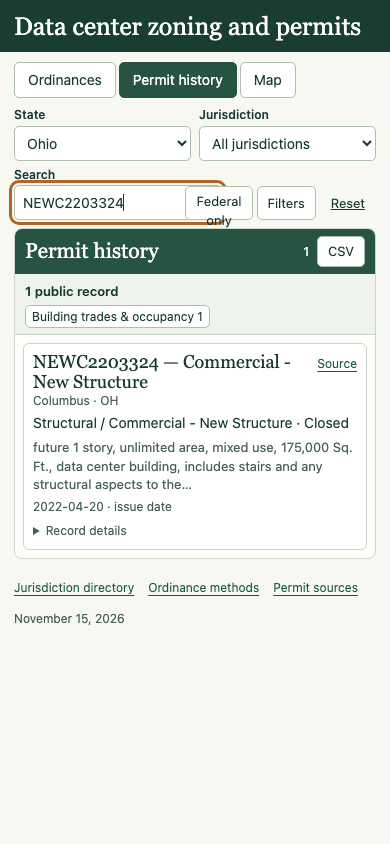 Data center zoning and permits
Ordinances
Permit history
Map
State
Jurisdiction
Ohio
All jurisdictions
Search
NEWC2203324
Federal
only
Filters
Reset
Permit history
1
CSV
1 public record
Building trades & occupancy 1
NEWC2203324 — Commercial -
New Structure
Source
Columbus · OH
Structural / Commercial - New Structure · Closed
future 1 story, unlimited area, mixed use, 175,000 Sq.
Ft., data center building, includes stairs and any
structural aspects to the...
2022-04-20 · issue date
Record details
Jurisdiction directory
Ordinance methods
Permit sources
November 15, 2026